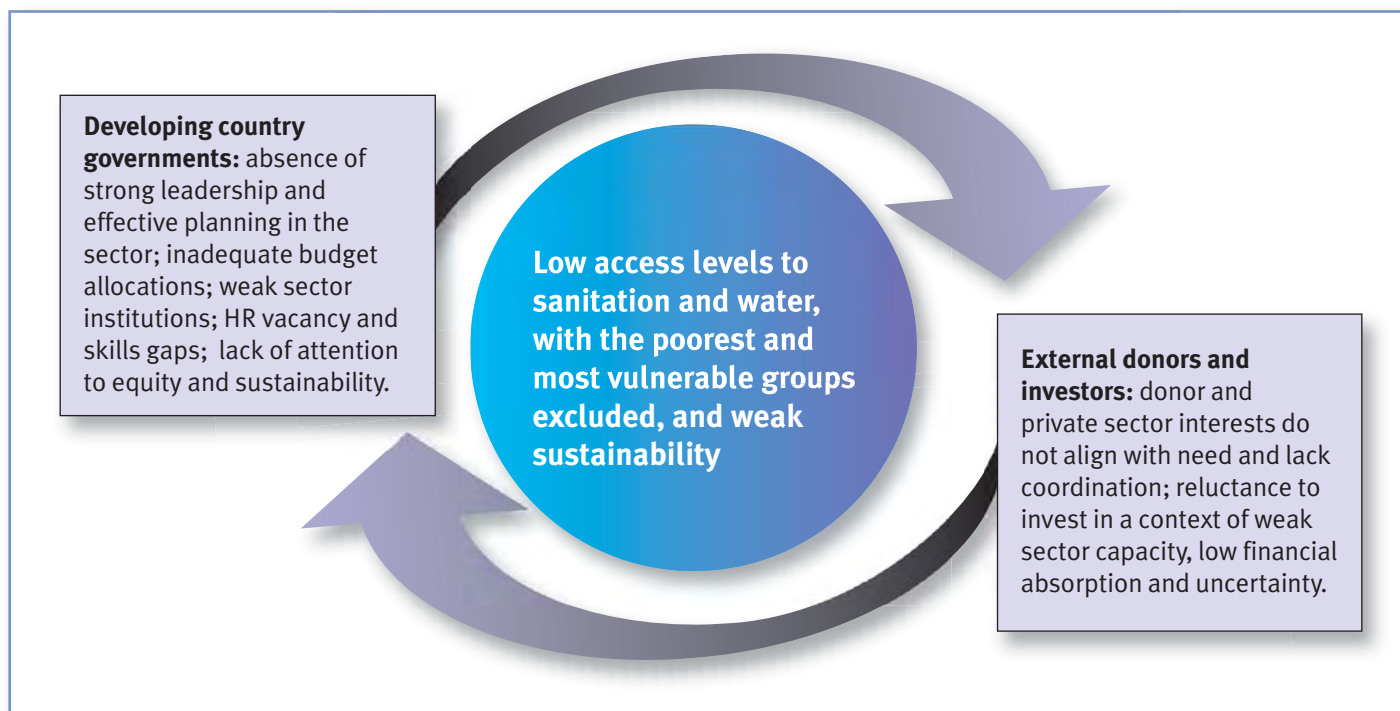 Developing country
governments: absence of
strong leadership and
effective planning in the
sector; inadequate budget
allocations; weak sector
institutions; HR vacancy and
skills gaps;  lack of attention
to equity and sustainability.
Low access levels to
sanitation and water,
with the poorest and
most vulnerable groups
excluded, and weak
sustainability
External donors and
investors: donor and
private sector interests do
not align with need and lack
coordination; reluctance to
invest in a context of weak
sector capacity, low financial
absorption and uncertainty.